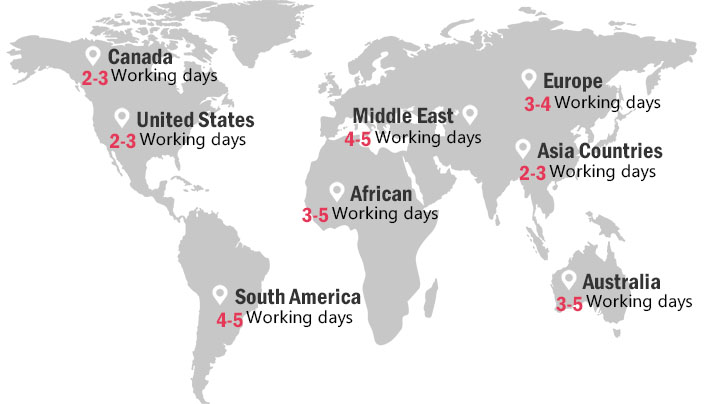 Canada
2-3 Working days
United States
2-3 Working days
Europe
3-4 Working days
Middle East
4-5 Working days
Asia Countries
2-3 Working days
African
3-5 Working days
Australia
3-5 Working days
South America
4-5 Working days